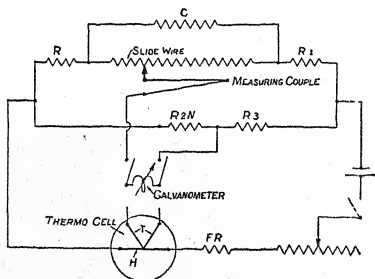 C
R
SLIDE WIRE
R1
MEASURING COUPLE
R2N
R3
GALVANOMETER
THERMO CELL
T
H
FR